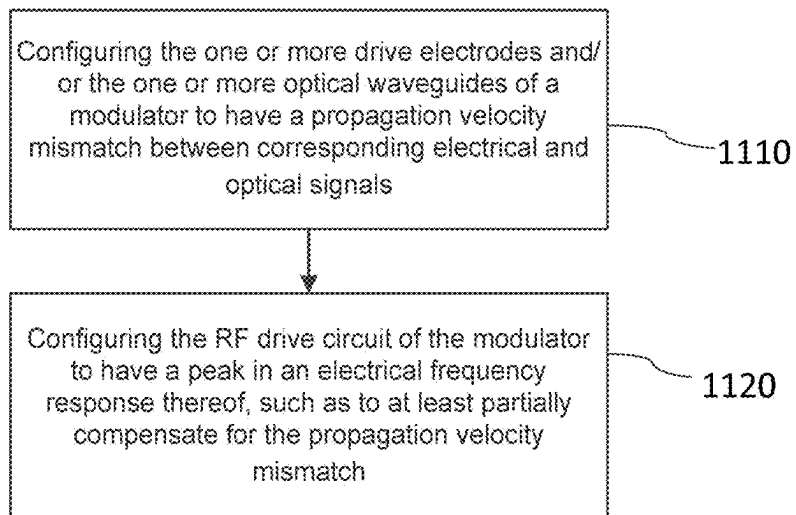 Configuring the one or more drive electrodes and/
or the one or more optical waveguides of a
modulator to have a propagation velocity
mismatch between corresponding electrical and
optical signals
1110
Configuring the RF drive circuit of the modulator
to have a peak in an electrical frequency
response thereof, such as to at least partially
compensate for the propagation velocity
mismatch
1120